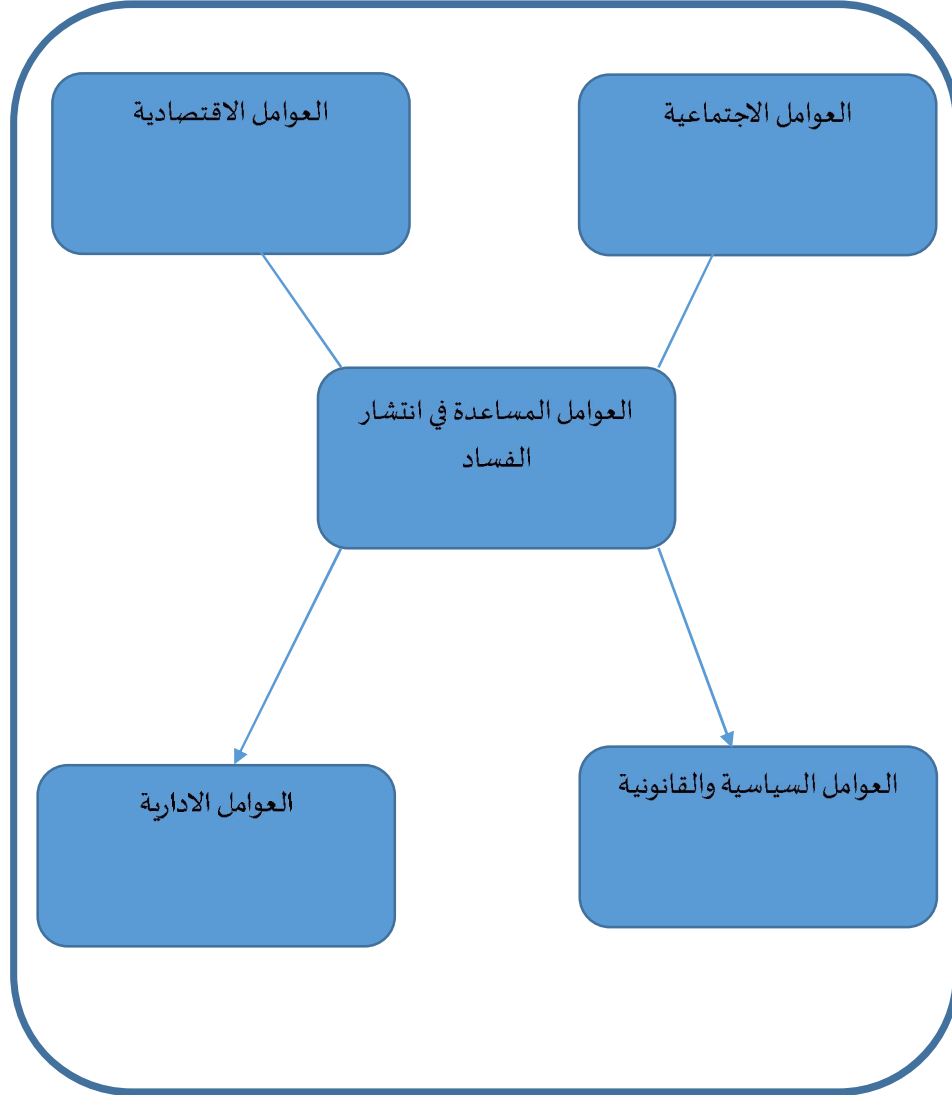 العوامل الاجتماعية
العوامل الاقتصادية
العوامل المساعدة في انتشار
الفساد
العوامل السياسية والقانونية
العوامل الادارية